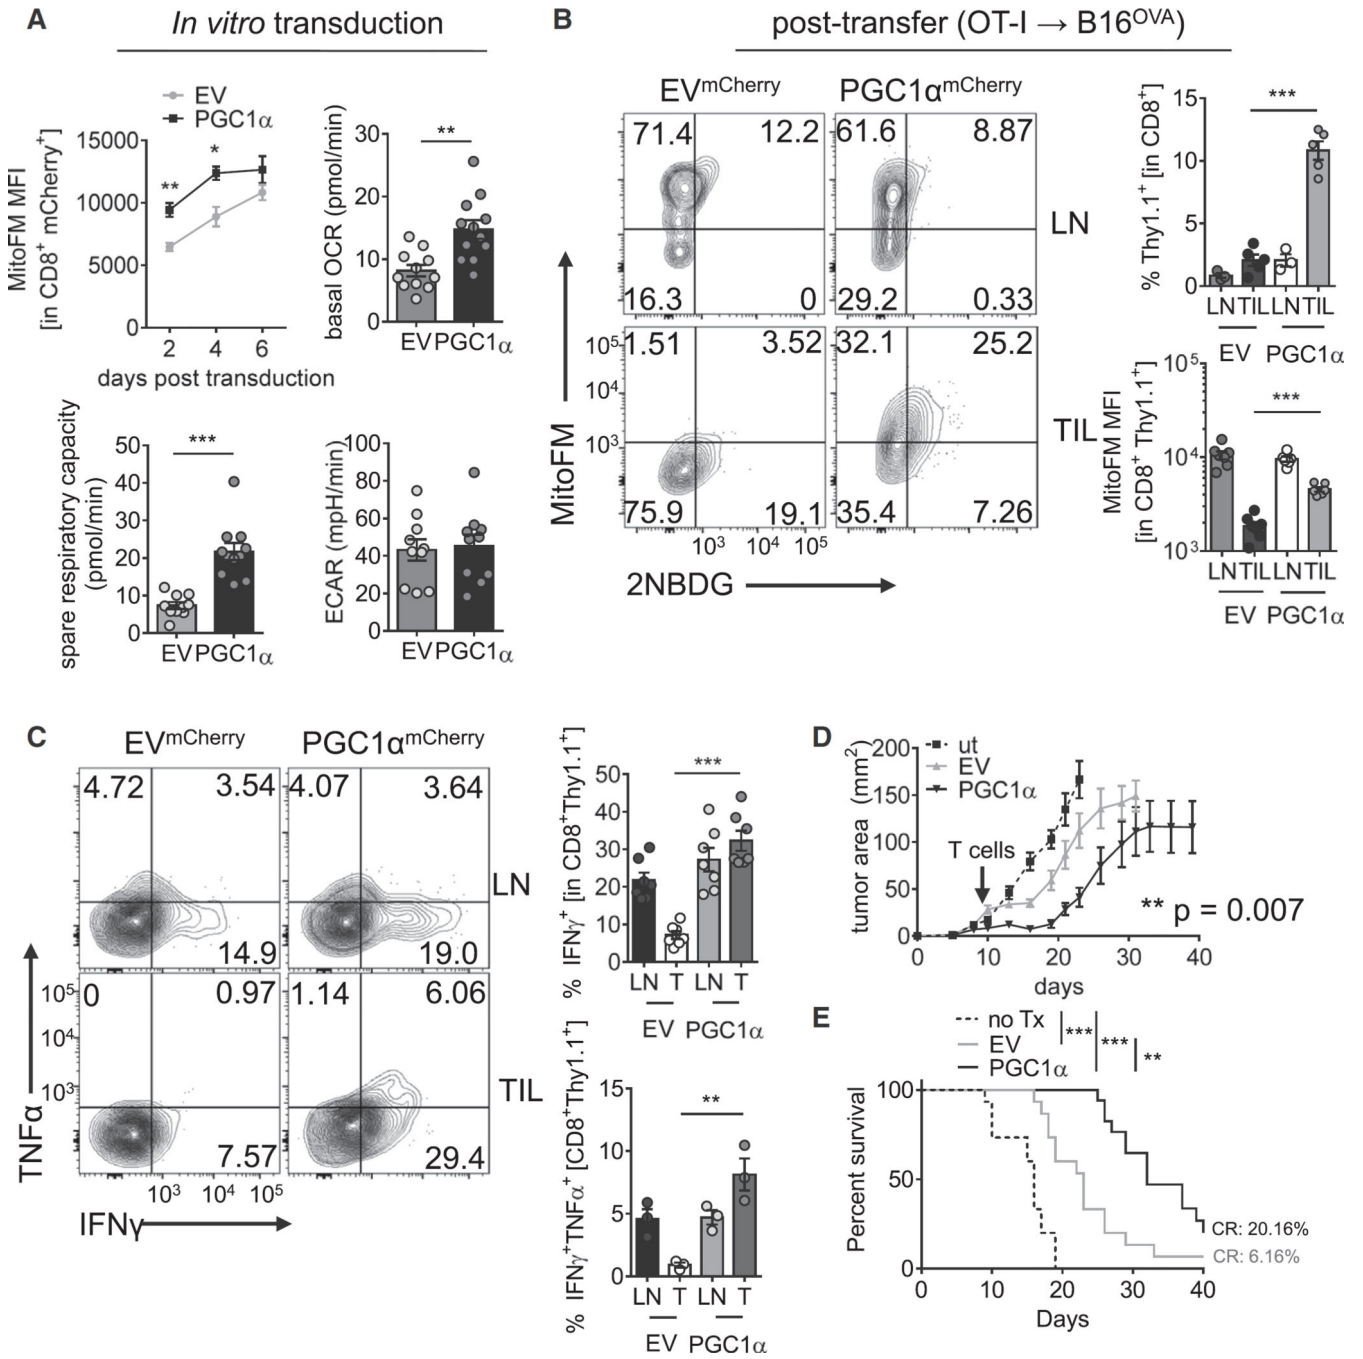 A
In vitro transduction
EV
PGC1α
MitoFM MFI
[in CD8⁺ mCherry⁺]
15000
10000
5000
0
**
*
2 4 6
days post transduction
basal OCR (pmol/min)
30
20
10
0
**
EV PGC1α
spare respiratory capacity
(pmol/min)
50
40
30
20
10
0
***
EV PGC1α
ECAR (mpH/min)
100
80
60
40
20
0
EV PGC1α
B
post-transfer (OT-I → B16ᴼⱽᴬ)
EVmCherry
PGC1αmCherry
71.4 12.2
16.3 0
61.6 8.87
29.2 0.33
LN
1.51 3.52
75.9 19.1
32.1 25.2
35.4 7.26
TIL
10⁵
10⁴
10³
MitoFM
10³ 10⁴ 10⁵
2NBDG
% Thy1.1⁺ [in CD8⁺]
15
10
5
0
***
LN TIL LN TIL
EV PGC1α
MitoFM MFI
[in CD8⁺ Thy1.1⁺]
10⁵
10⁴
10³
***
LN TIL LN TIL
EV PGC1α
C
EVmCherry
PGC1αmCherry
4.72 3.54
14.9
4.07 3.64
19.0
LN
0 0.97
7.57
1.14 6.06
29.4
TIL
10⁵
10⁴
10³
TNFα
10³ 10⁴ 10⁵
IFNγ
% IFNγ⁺ [in CD8⁺Thy1.1⁺]
50
40
30
20
10
0
***
LN T LN T
EV PGC1α
% IFNγ⁺TNFα⁺ [CD8⁺Thy1.1⁺]
15
10
5
0
**
LN T LN T
EV PGC1α
D
ut
EV
PGC1α
tumor area (mm²)
200
150
100
50
0
T cells
** p = 0.007
0 10 20 30 40
days
E
no Tx
EV
PGC1α
***
***
**
Percent survival
100
50
0
CR: 20.16%
CR: 6.16%
0 10 20 30 40
Days